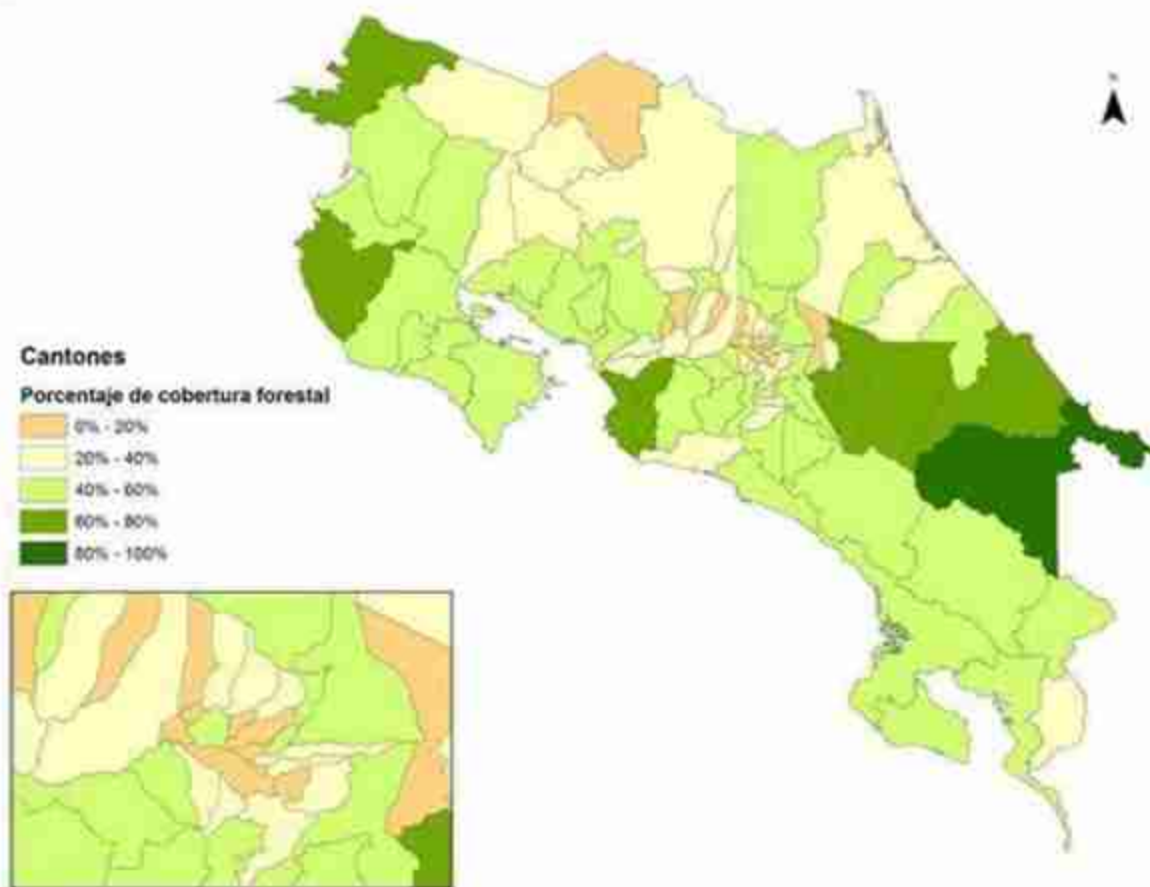 Cantones
Porcentaje de cobertura forestal
0% - 20%
20% - 40%
40% - 60%
60% - 80%
80% - 100%